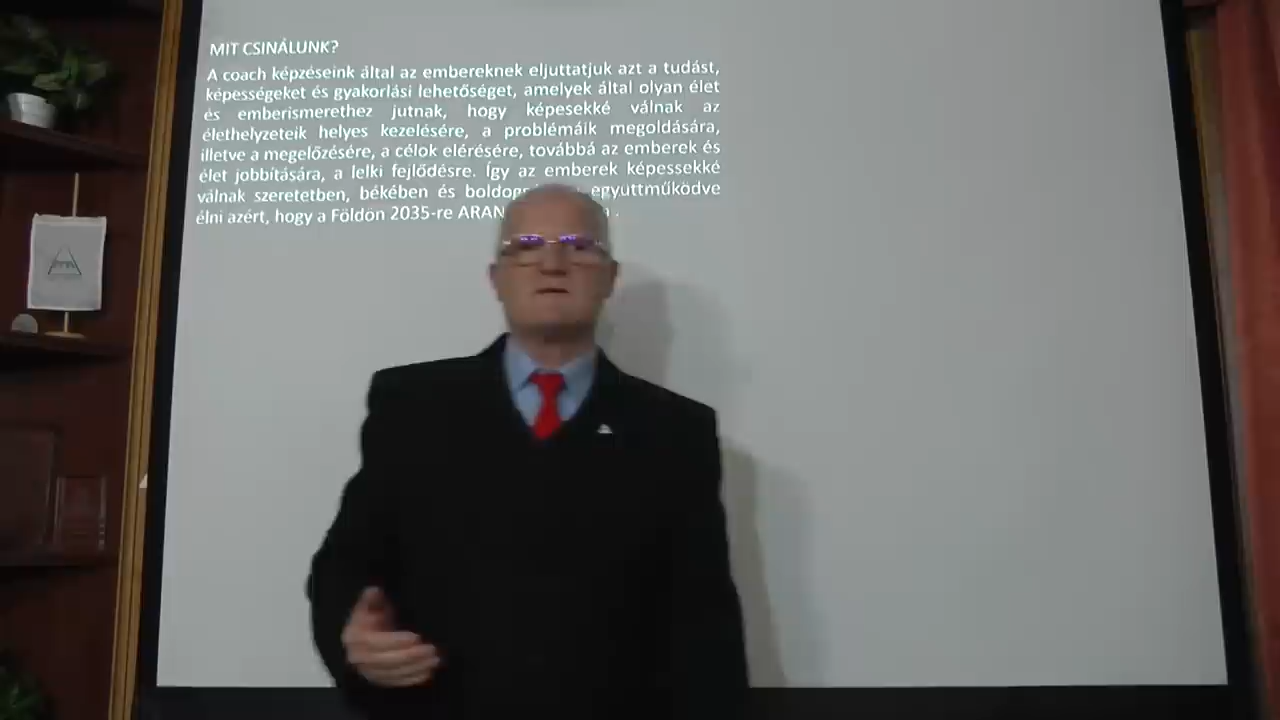 MIT CSINÁLUNK?
A coach képzéseink által az embereknek eljuttatjuk azt a tudást,
képességeket és gyakorlási lehetőséget, amelyek által olyan élet
és emberismerethez jutnak, hogy képesekké válnak az
élethelyzeteik helyes kezelésére, a problémáik megoldására,
illetve a megelőzésére, a célok elérésére, továbbá az emberek és
élet jobbítására, a lelki fejlődésre. Így az emberek képessekké
válnak szeretetben, békében és együttműködve
élni azért, hogy a Földön 2035-re